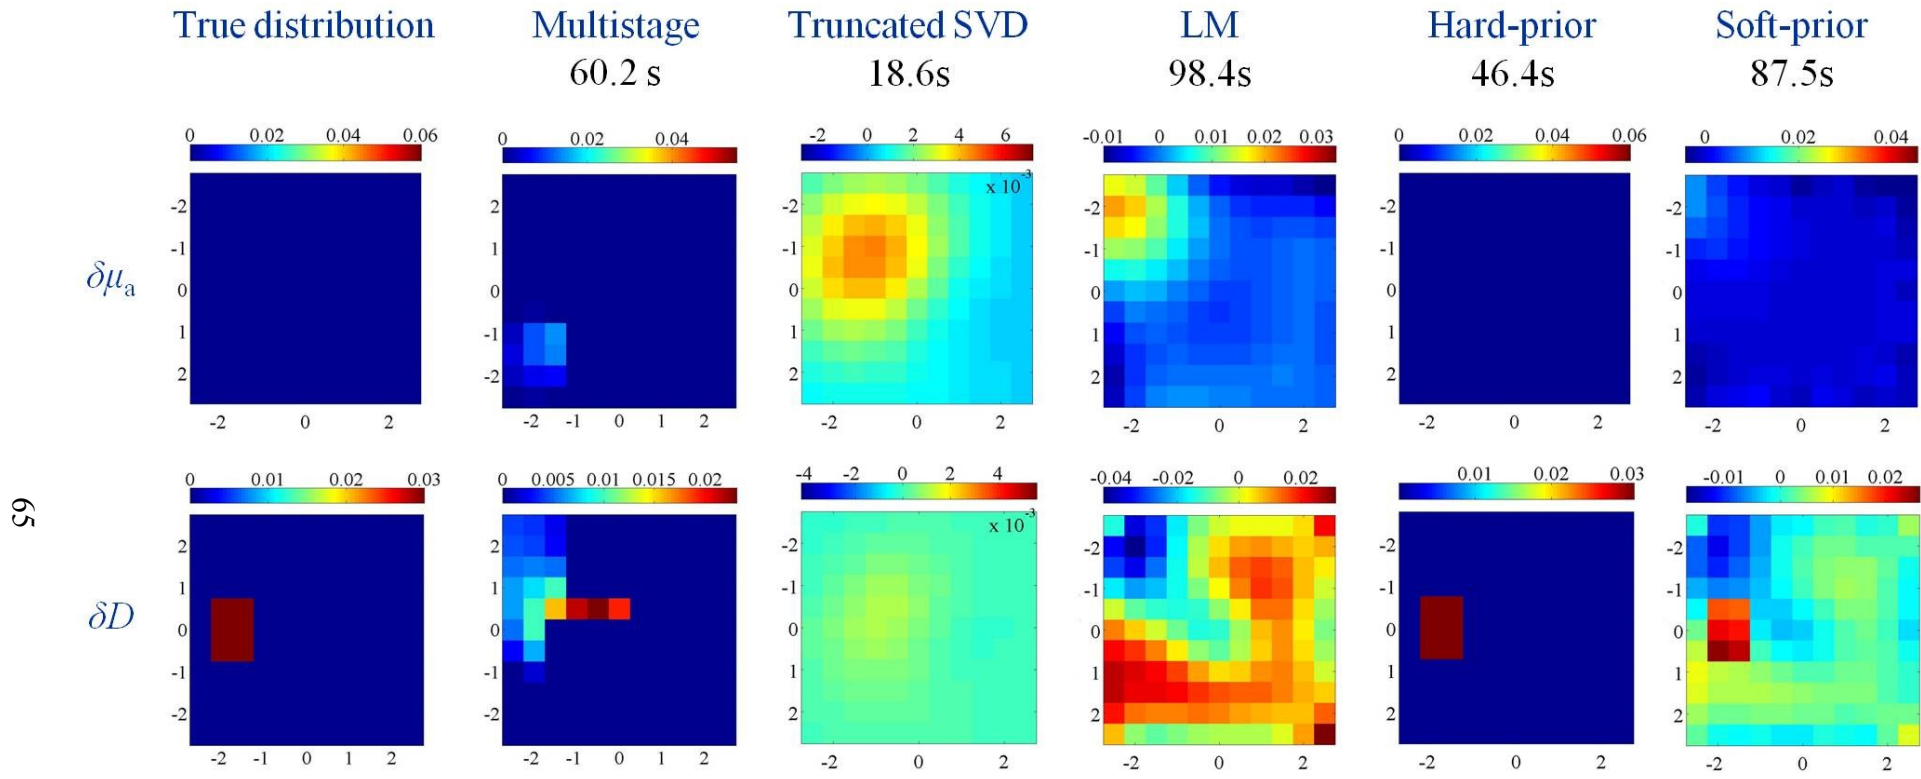 True distribution Multistage Truncated SVD LM Hard-prior Soft-prior
60.2 s 18.6s 98.4s 46.4s 87.5s
0 0.02 0.04 0.06
0 0.02 0.04
-2 0 2 4 6
-0.01 0 0.01 0.02 0.03
0 0.02 0.04 0.06
0 0.02 0.04
δμa
-2
-1
0
1
2
-2 0 2
2
1
0
-1
-2
-2 -1 0 1 2
x 10-3
-2
-1
0
1
2
-2 0 2
-2
-1
0
1
2
-2 0 2
-2
-1
0
1
2
-2 0 2
-2
-1
0
1
2
-2 0 2
65
0 0.01 0.02 0.03
0 0.005 0.01 0.015 0.02
-4 -2 0 2 4
-0.04 -0.02 0 0.02
0.01 0.02 0.03
-0.01 0 0.01 0.02
δD
2
1
0
-1
-2
-2 -1 0 1 2
2
1
0
-1
-2
-2 -1 0 1 2
x 10-3
-2
-1
0
1
2
-2 0 2
-2
-1
0
1
2
-2 0 2
-2
-1
0
1
2
-2 0 2
-2
-1
0
1
2
-2 0 2